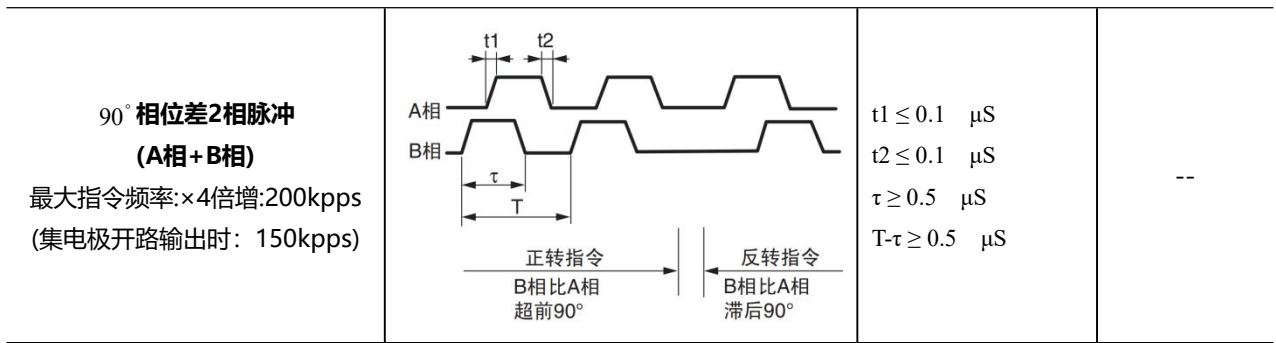 90°相位差2相脉冲
(A相+B相)
最大指令频率:×4倍增:200kpps
(集电极开路输出时：150kpps)
t1
t2
A相
B相
τ
T
正转指令
B相比A相
超前90°
反转指令
B相比A相
滞后90°
t1 ≤ 0.1 μS
t2 ≤ 0.1 μS
τ ≥ 0.5 μS
T-τ ≥ 0.5 μS
--